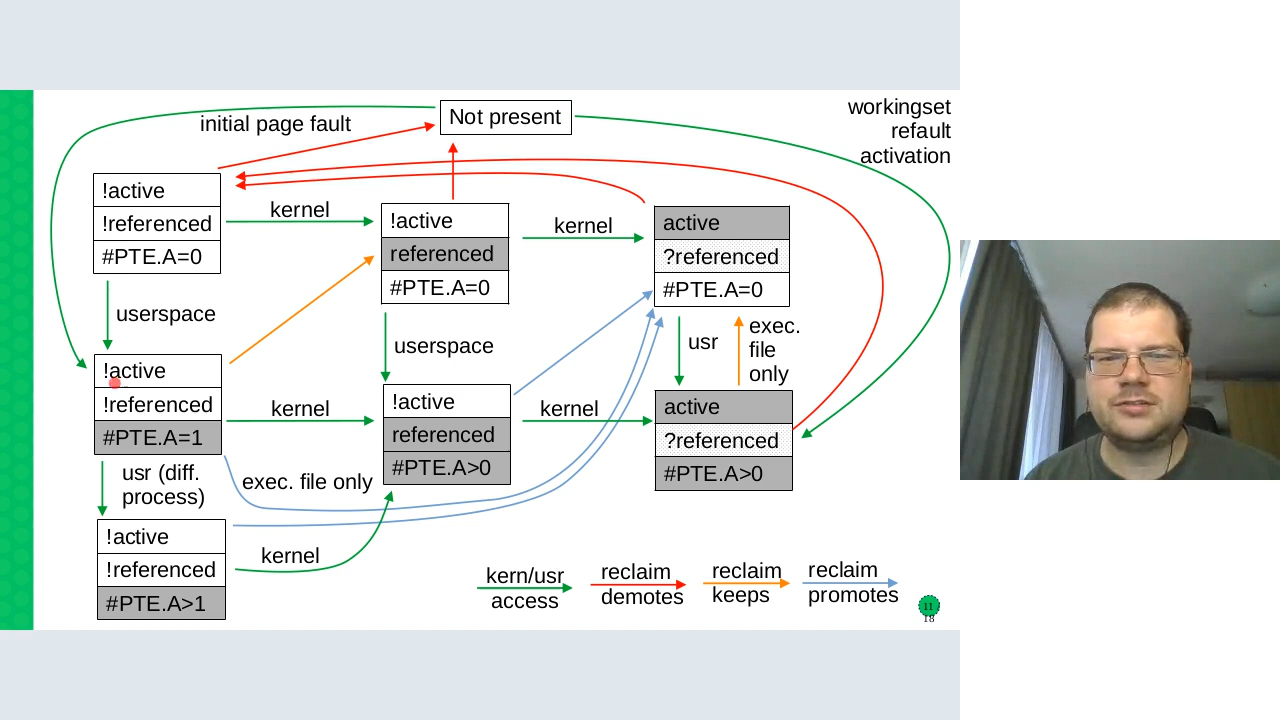 Not present
workingset
refault
activation
initial page fault
!active
!referenced
#PTE.A=0
kernel
!active
referenced
#PTE.A=0
kernel
active
?referenced
#PTE.A=0
userspace
userspace
usr
exec.
file
only
!active
!referenced
#PTE.A=1
kernel
!active
referenced
#PTE.A>0
kernel
active
?referenced
#PTE.A>0
usr (diff.
process)
exec. file only
!active
!referenced
#PTE.A>1
kernel
kern/usr
access
reclaim
demotes
reclaim
keeps
reclaim
promotes
11
18